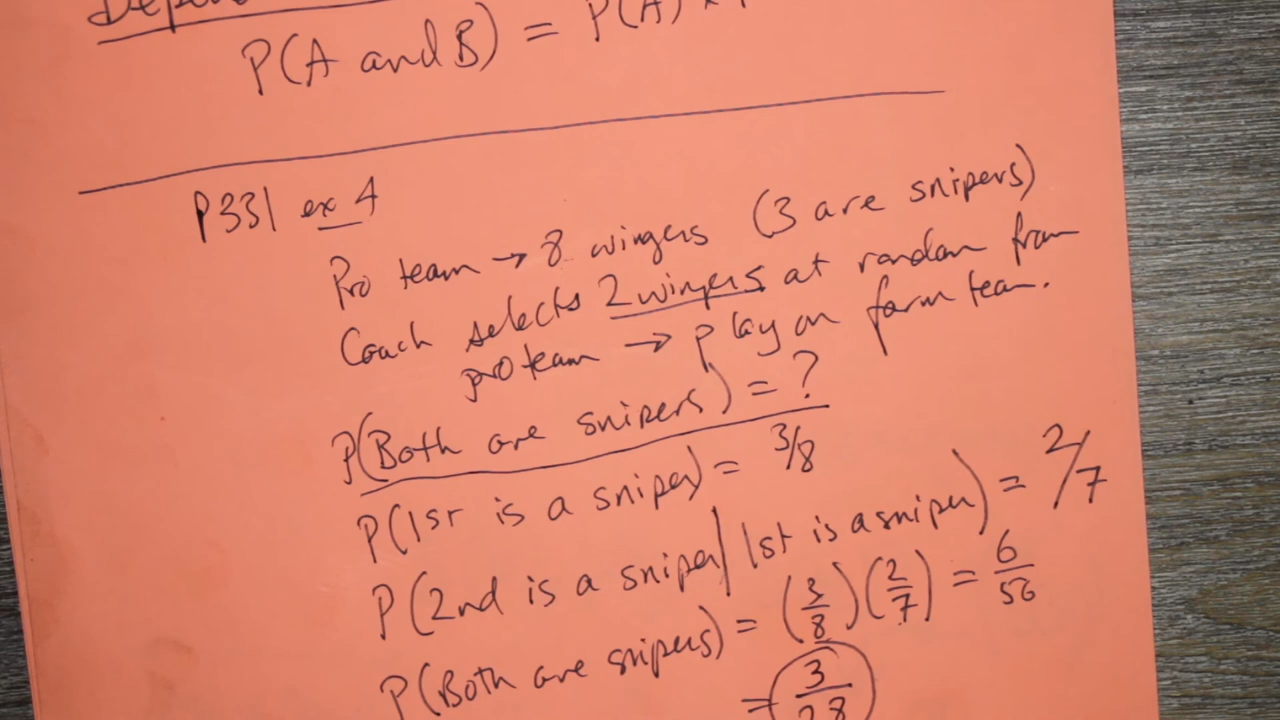 P(A and B) = P(A) ×
P331 ex 4
Pro team → 8 wingers (3 are snipers)
Coach selects 2 wingers at random from
pro team → play on farm team.
P(Both are snipers) = ?
P(1st is a sniper) = 3/8
P(2nd is a sniper | 1st is a sniper) = 2/7
P(Both are snipers) = (3/8)(2/7) = 6/56
= 3/28